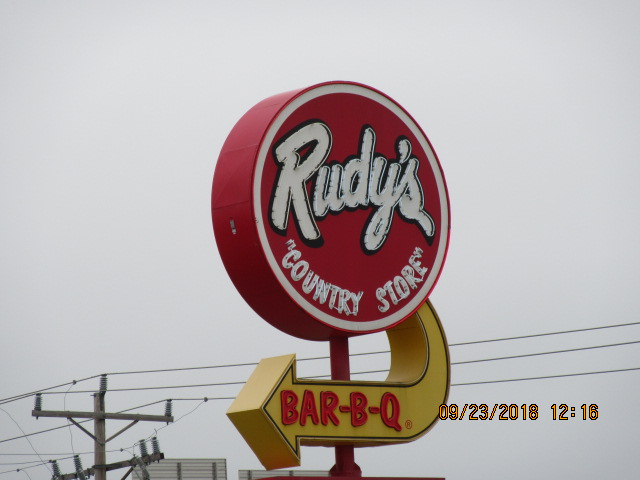 Rudy's
"COUNTRY STORE"
BAR-B-Q®
09/23/2018 12:16